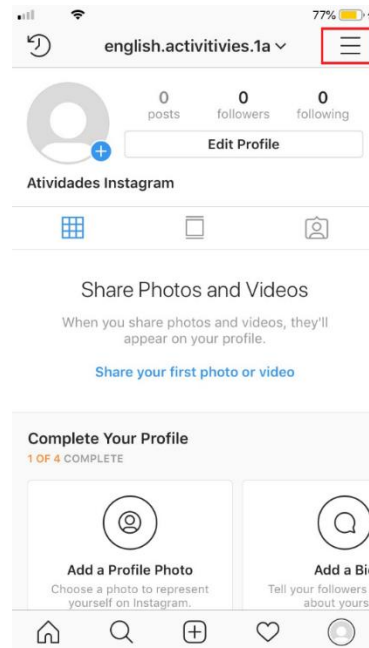 77%
english.activitivies.1a
0 0 0
posts followers following
Edit Profile
Atividades Instagram
Share Photos and Videos
When you share photos and videos, they'll
appear on your profile.
Share your first photo or video
Complete Your Profile
1 OF 4 COMPLETE
Add a Profile Photo
Choose a photo to represent
yourself on Instagram.
Add a Bi
Tell your followers
about yours